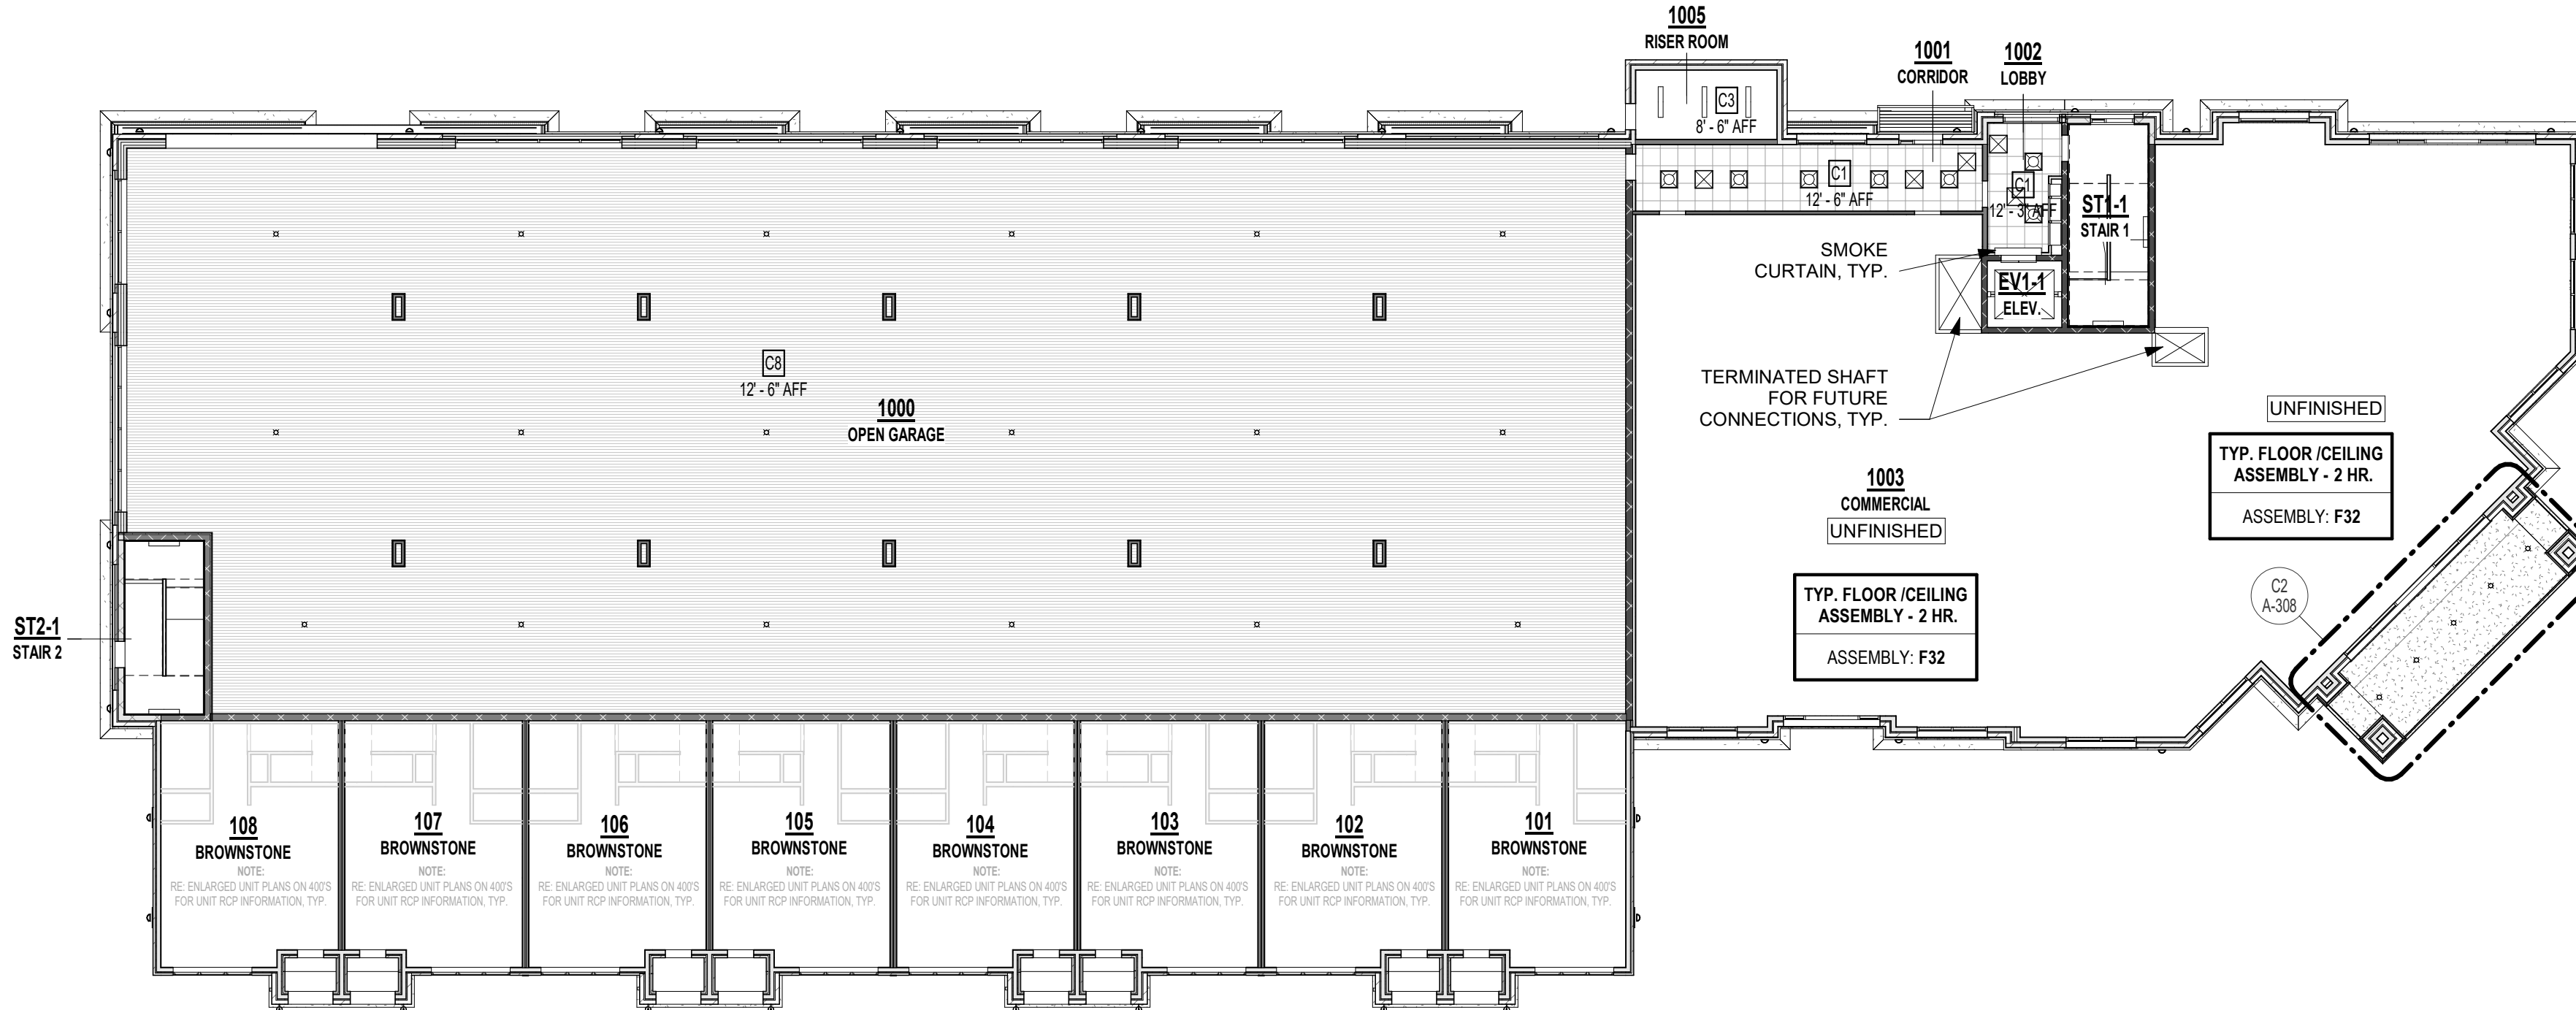 1005
RISER ROOM
1001
CORRIDOR
1002
LOBBY
C3
8' - 6" AFF
C1
12' - 6" AFF
C1
12' - 3" AFF
ST1-1
STAIR 1
SMOKE
CURTAIN, TYP.
EV1-1
ELEV.
C8
12' - 6" AFF
1000
OPEN GARAGE
TERMINATED SHAFT
FOR FUTURE
CONNECTIONS, TYP.
UNFINISHED
TYP. FLOOR /CEILING
ASSEMBLY - 2 HR.
ASSEMBLY: F32
1003
COMMERCIAL
UNFINISHED
TYP. FLOOR /CEILING
ASSEMBLY - 2 HR.
ASSEMBLY: F32
C2
A-308
ST2-1
STAIR 2
108
BROWNSTONE
NOTE:
RE: ENLARGED UNIT PLANS ON 400'S
FOR UNIT RCP INFORMATION, TYP.
107
BROWNSTONE
NOTE:
RE: ENLARGED UNIT PLANS ON 400'S
FOR UNIT RCP INFORMATION, TYP.
106
BROWNSTONE
NOTE:
RE: ENLARGED UNIT PLANS ON 400'S
FOR UNIT RCP INFORMATION, TYP.
105
BROWNSTONE
NOTE:
RE: ENLARGED UNIT PLANS ON 400'S
FOR UNIT RCP INFORMATION, TYP.
104
BROWNSTONE
NOTE:
RE: ENLARGED UNIT PLANS ON 400'S
FOR UNIT RCP INFORMATION, TYP.
103
BROWNSTONE
NOTE:
RE: ENLARGED UNIT PLANS ON 400'S
FOR UNIT RCP INFORMATION, TYP.
102
BROWNSTONE
NOTE:
RE: ENLARGED UNIT PLANS ON 400'S
FOR UNIT RCP INFORMATION, TYP.
101
BROWNSTONE
NOTE:
RE: ENLARGED UNIT PLANS ON 400'S
FOR UNIT RCP INFORMATION, TYP.